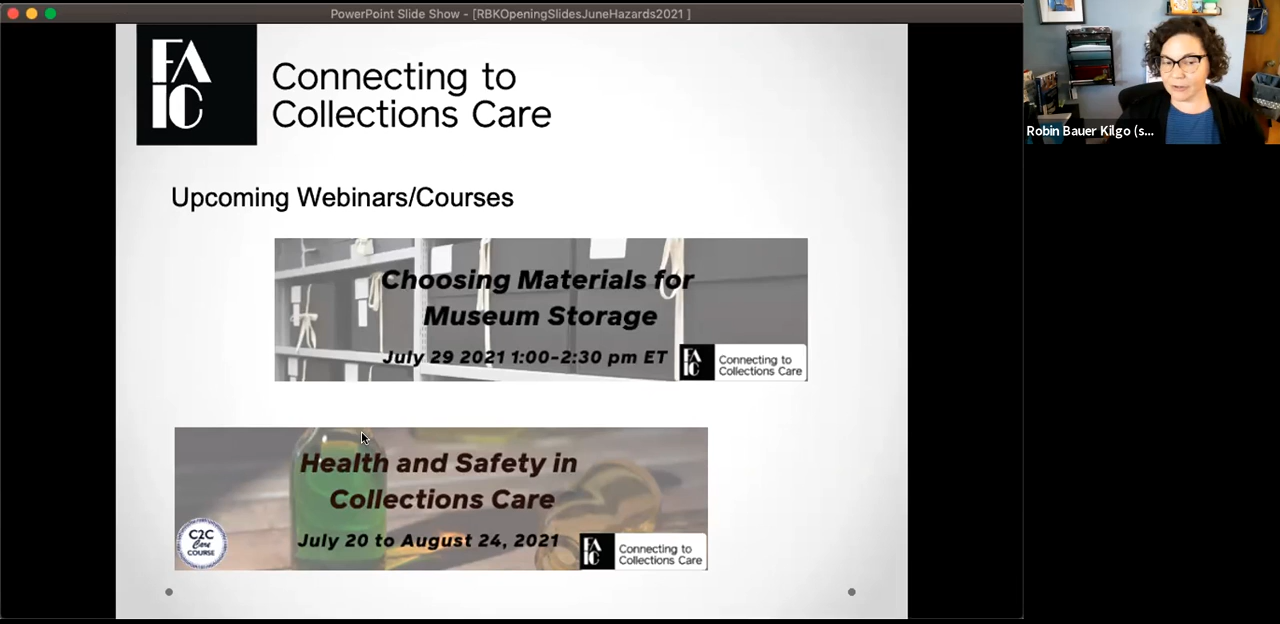 PowerPoint Slide Show - [RBKOpeningSlidesJuneHazards2021 ]
FA
IC
Connecting to
Collections Care
Robin Bauer Kilgo (s...
Upcoming Webinars/Courses
Choosing Materials for
Museum Storage
July 29 2021 1:00-2:30 pm ET
FA
IC
Connecting to
Collections Care
Health and Safety in
Collections Care
July 20 to August 24, 2021
C2C
Care
COURSE
FA
IC
Connecting to
Collections Care